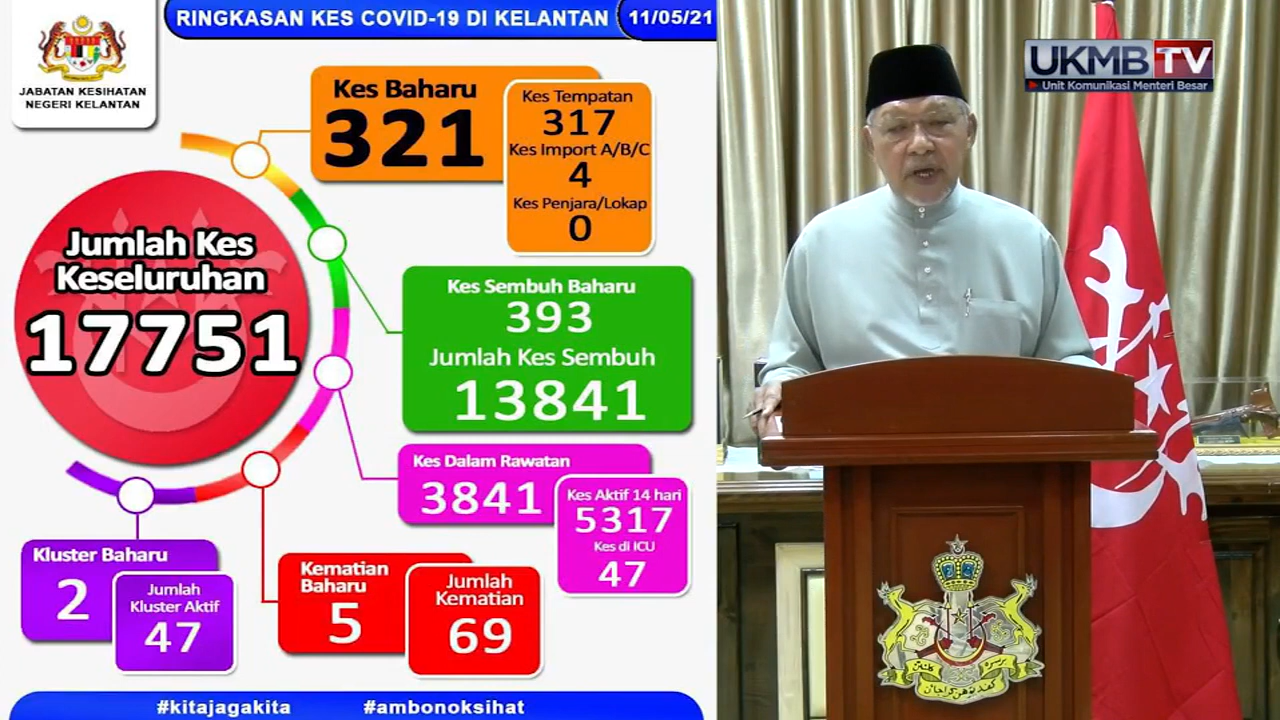 JABATAN KESIHATAN
NEGERI KELANTAN
RINGKASAN KES COVID-19 DI KELANTAN
11/05/21
Kes Baharu
321
Kes Tempatan
317
Kes Import A/B/C
4
Kes Penjara/Lokap
0
Jumlah Kes
Keseluruhan
17751
Kes Sembuh Baharu
393
Jumlah Kes Sembuh
13841
Kes Dalam Rawatan
3841
Kes Aktif 14 hari
5317
Kes di ICU
47
Kluster Baharu
2
Jumlah
Kluster Aktif
47
Kematian
Baharu
5
Jumlah
Kematian
69
#kitajagakita
#ambonoksihat
UKMB TV
Unit Komunikasi Menteri Besar